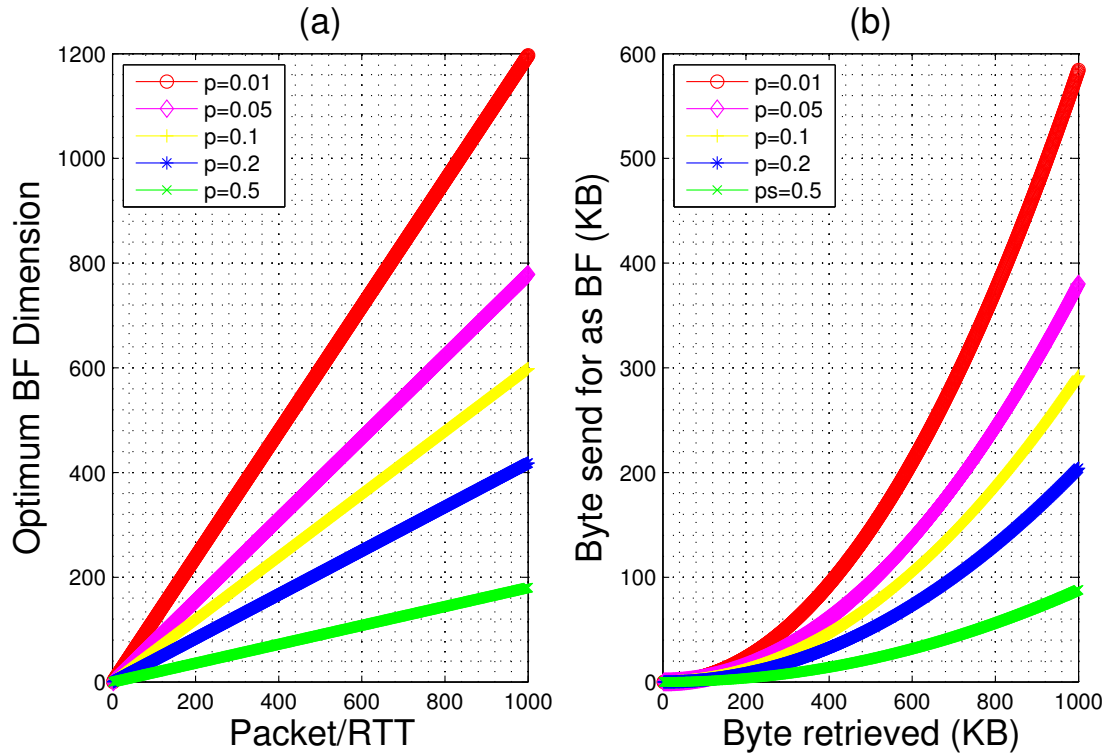 (a)
Optimum BF Dimension
1200
1000
800
600
400
200
0
p=0.01
p=0.05
p=0.1
p=0.2
p=0.5
0
200
400
600
800
1000
Packet/RTT
(b)
Byte send for as BF (KB)
600
500
400
300
200
100
0
p=0.01
p=0.05
p=0.1
p=0.2
ps=0.5
0
200
400
600
800
1000
Byte retrieved (KB)